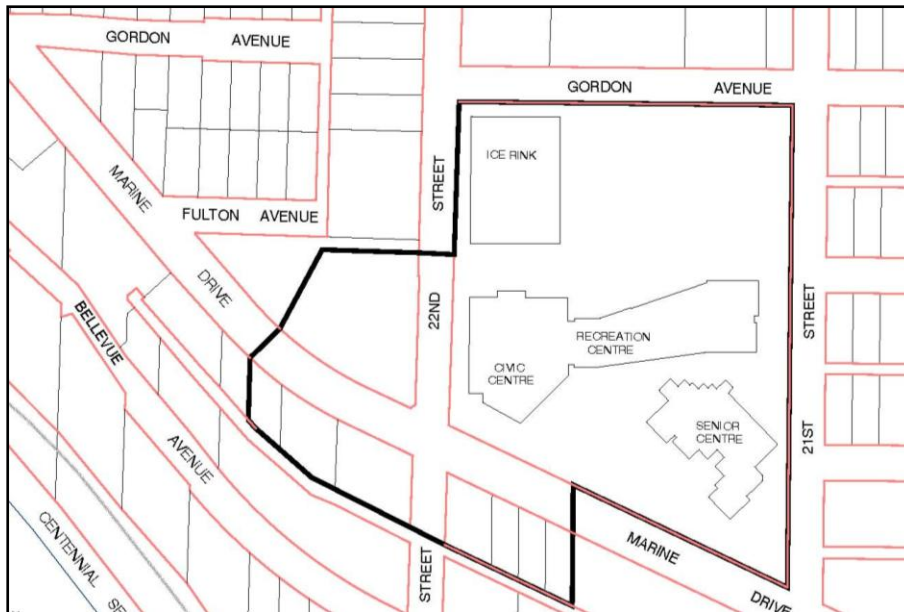 GORDON AVENUE
GORDON AVENUE
ICE RINK
MARINE
STREET
FULTON AVENUE
DRIVE
22ND
BELLEVUE
STREET
RECREATION
CENTRE
CIVIC
CENTRE
SENIOR
CENTRE
21ST
AVENUE
CENTENNIAL
STREET
MARINE
DRIVE